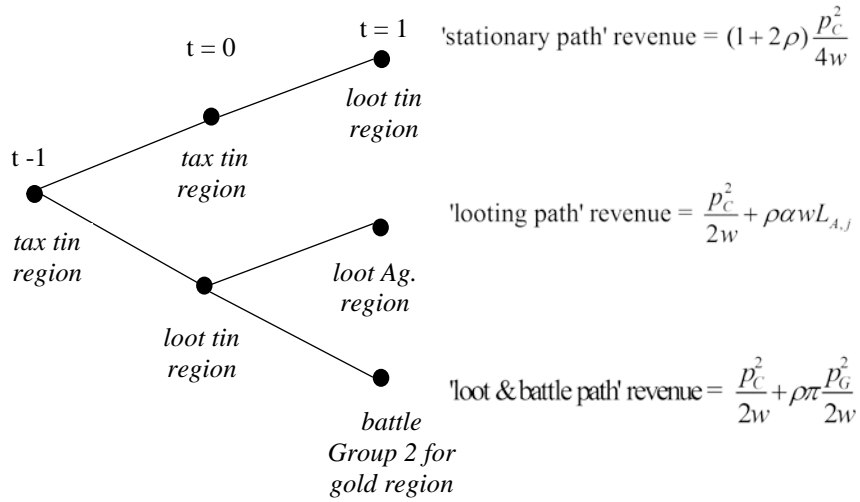 t = 1
'stationary path' revenue = (1+2ρ) p_C^2/4w
t = 0
loot tin
region
t -1
tax tin
region
'looting path' revenue = p_C^2/2w + ραwL_{A,j}
tax tin
region
loot Ag.
region
loot tin
region
'loot & battle path' revenue = p_C^2/2w + ρπ p_G^2/2w
battle
Group 2 for
gold region